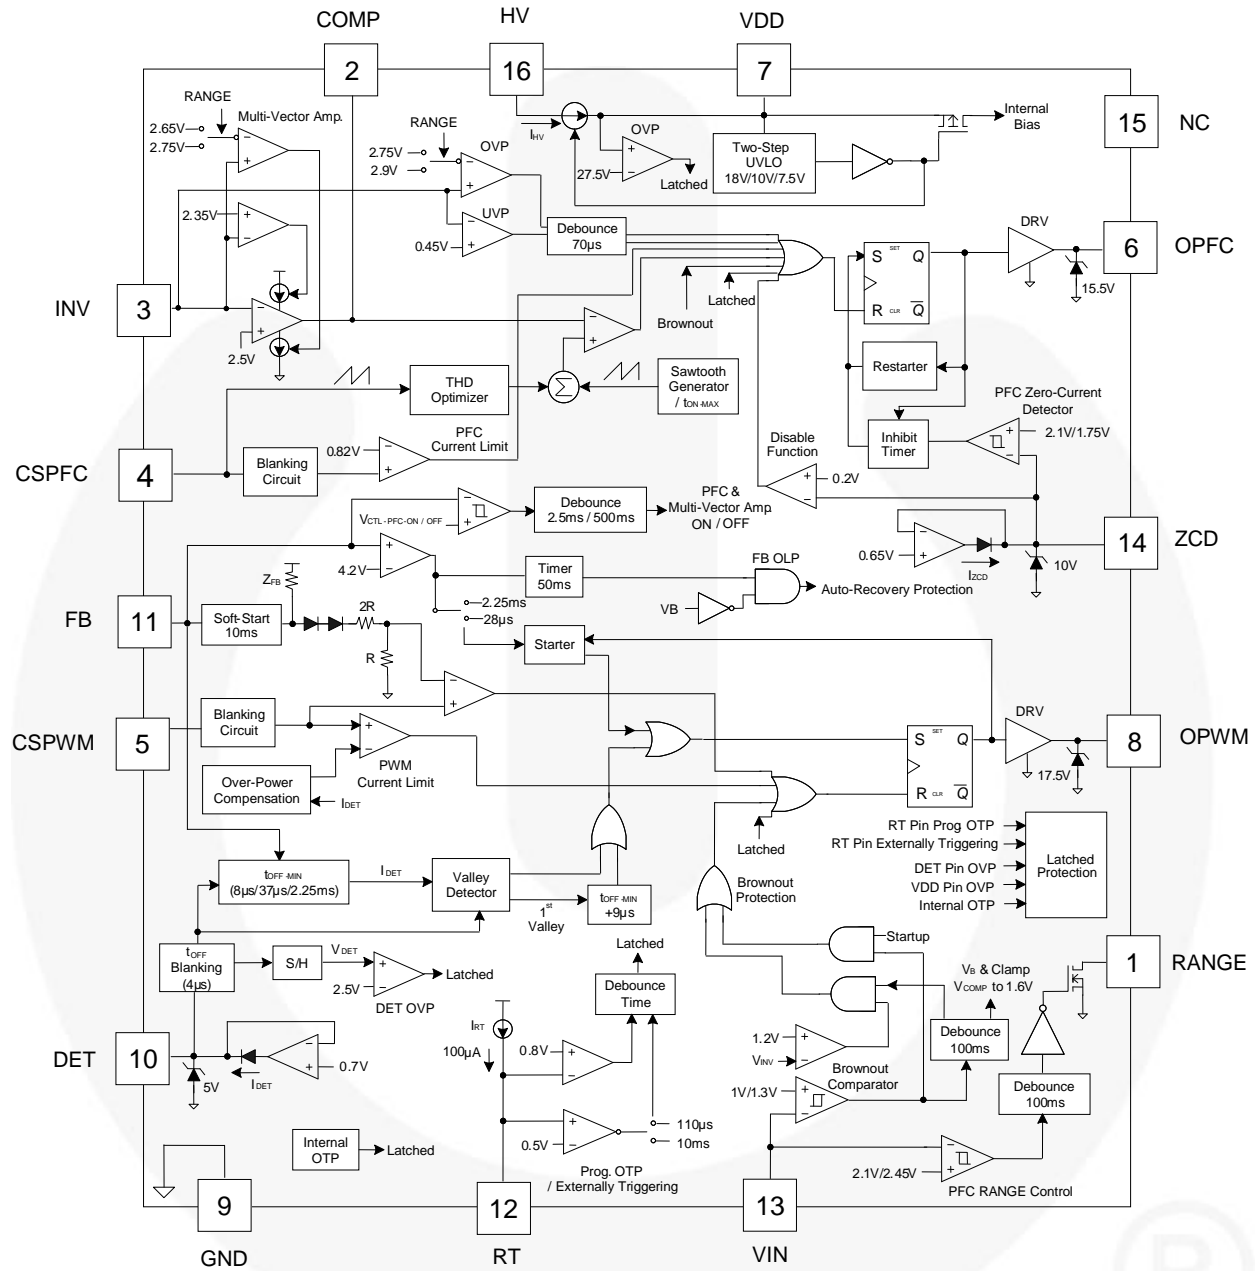 COMP
HV
VDD
2
16
7
15
NC
RANGE
Multi-Vector Amp.
2.65V
2.75V
RANGE
2.75V
2.9V
OVP
IHV
OVP
27.5V
Latched
Two-Step
UVLO
18V/10V/7.5V
Internal
Bias
2.35V
UVP
0.45V
Debounce
70µs
S
SET
Q
R
CLR
Q
DRV
15.5V
6
OPFC
INV
3
2.5V
Brownout
Latched
Restarter
THD
Optimizer
Σ
Sawtooth
Generator
/ tON-MAX
PFC Zero-Current
Detector
2.1V/1.75V
Inhibit
Timer
CSPFC
4
Blanking
Circuit
0.82V
PFC
Current Limit
Disable
Function
0.2V
VCTL-PFC-ON / OFF
Debounce
2.5ms / 500ms
PFC &
Multi-Vector Amp.
ON / OFF
14
ZCD
0.65V
IZCD
10V
4.2V
Timer
50ms
FB OLP
Auto-Recovery Protection
VB
FB
11
Soft-Start
10ms
ZFB
2R
R
2.25ms
28µs
Starter
CSPWM
5
Blanking
Circuit
PWM
Current Limit
Over-Power
Compensation
IDET
S
SET
Q
R
CLR
Q
DRV
17.5V
8
OPWM
Latched
tOFF-MIN
(8µs/37µs/2.25ms)
IDET
Valley
Detector
1st
Valley
tOFF-MIN
+9µs
Brownout
Protection
RT Pin Prog. OTP
RT Pin Externally Triggering
DET Pin OVP
VDD Pin OVP
Internal OTP
Latched
Protection
tOFF
Blanking
(4µs)
S/H
VDET
2.5V
DET OVP
Latched
Latched
Debounce
Time
Startup
VB & Clamp
VCOMP to 1.6V
1
RANGE
DET
10
5V
IDET
0.7V
IRT
100µA
0.8V
0.5V
110µs
10ms
Prog. OTP
/ Externally Triggering
1.2V
VINV
Brownout
Comparator
1V/1.3V
Debounce
100ms
Debounce
100ms
2.1V/2.45V
PFC RANGE Control
Internal
OTP
Latched
9
GND
12
RT
13
VIN
R